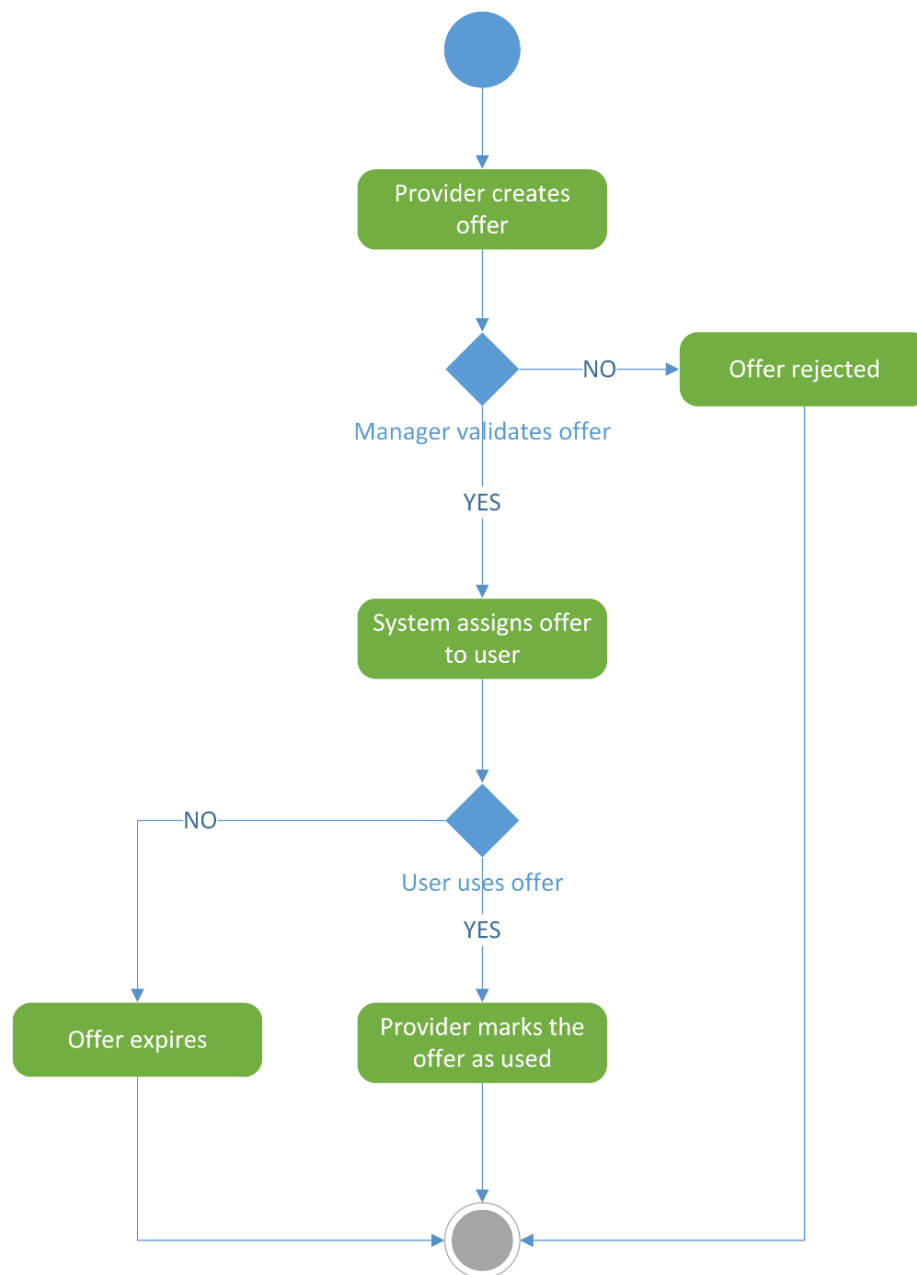 Provider creates
offer
NO
Offer rejected
Manager validates offer
YES
System assigns offer
to user
NO
User uses offer
YES
Offer expires
Provider marks the
offer as used